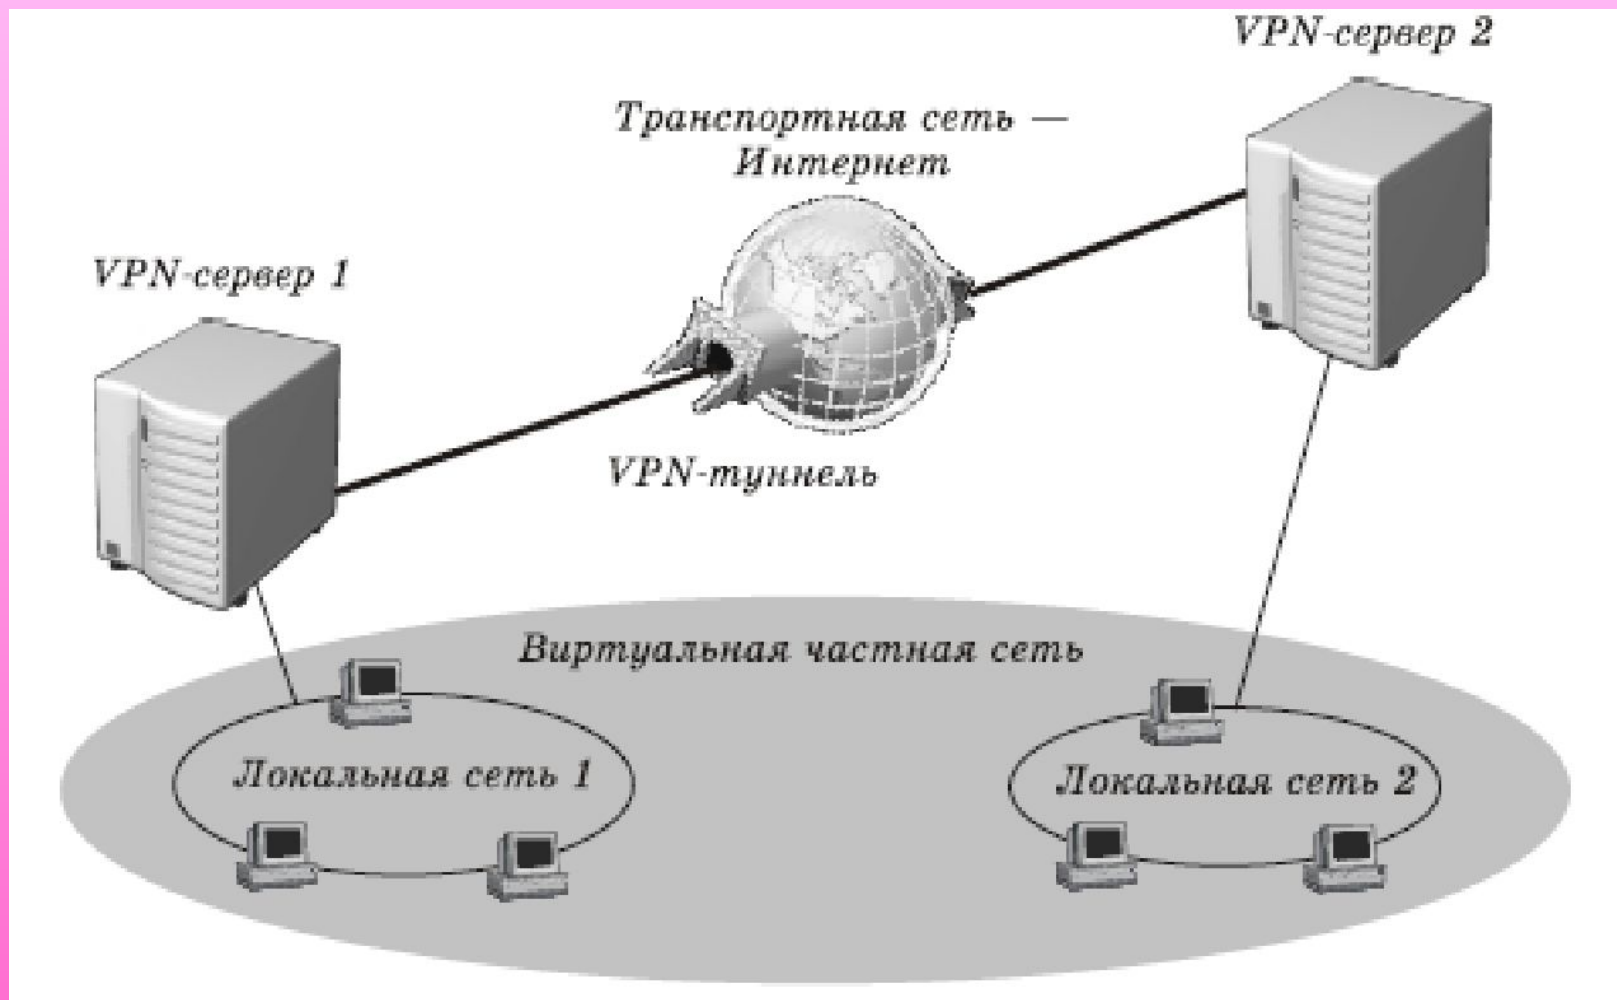 VPN-сервер 2
Транспортная сеть —
Интернет
VPN-сервер 1
VPN-туннель
Виртуальная частная сеть
Локальная сеть 1
Локальная сеть 2